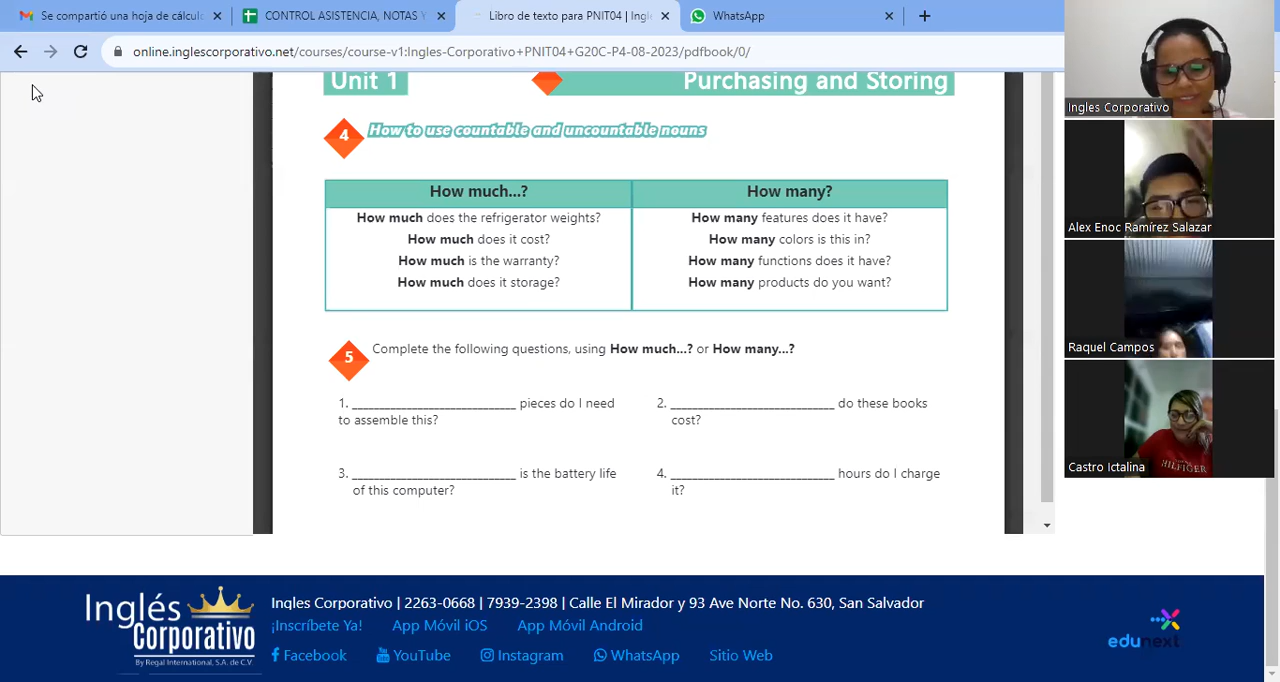 Se compartió una hoja de cálcul
CONTROL ASISTENCIA, NOTAS Y
Libro de texto para PNIT04 | Ingl
WhatsApp
online.inglescorporativo.net/courses/course-v1:Ingles-Corporativo+PNIT04+G20C-P4-08-2023/pdfbook/0/
Unit 1
Purchasing and Storing
4 How to use countable and uncountable nouns
How much...? How many?
How much does the refrigerator weights? How many features does it have?
How much does it cost? How many colors is this in?
How much is the warranty? How many functions does it have?
How much does it storage? How many products do you want?
5 Complete the following questions, using How much...? or How many...?
1. __________________________ pieces do I need
to assemble this?
2. __________________________ do these books
cost?
3. __________________________ is the battery life
of this computer?
4. __________________________ hours do I charge
it?
Ingles Corporativo
Alex Enoc Ramírez Salazar
Raquel Campos
HILFIGER
Castro Ictalina
Inglés
Corporativo
By Regal International, S.A. de C.V.
Ingles Corporativo | 2263-0668 | 7939-2398 | Calle El Mirador y 93 Ave Norte No. 630, San Salvador
¡Inscríbete Ya! App Móvil iOS App Móvil Android
Facebook YouTube Instagram WhatsApp Sitio Web
edunext